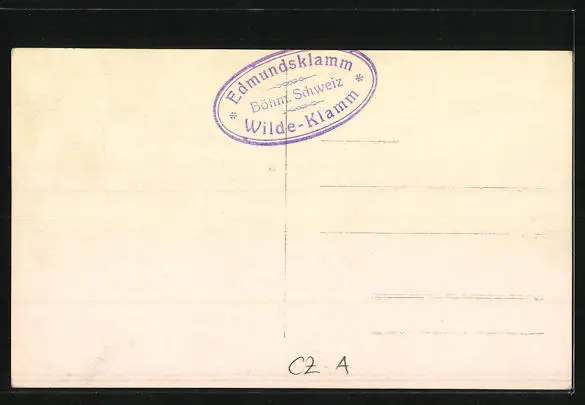 * Edmundsklamm *
Böhm. Schweiz
Wilde-Klamm
CZ. A